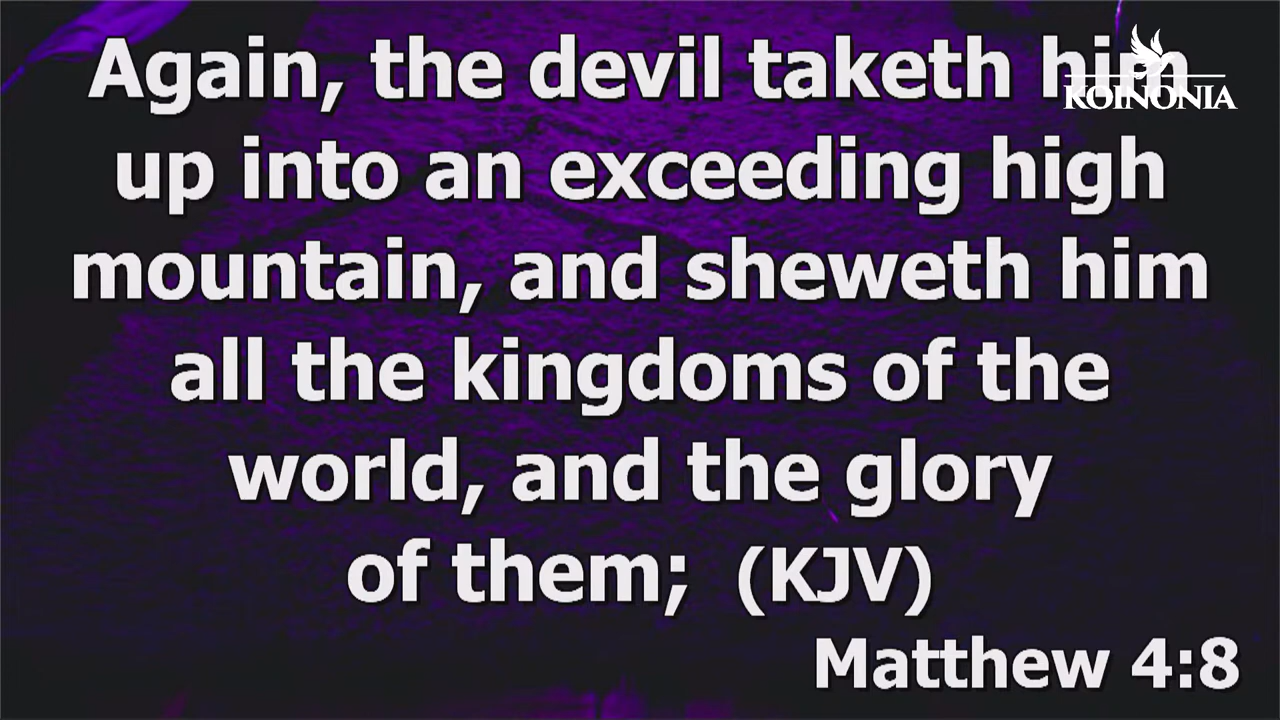 Again, the devil taketh him
KOINONIA
up into an exceeding high
mountain, and sheweth him
all the kingdoms of the
world, and the glory
of them; (KJV)
Matthew 4:8